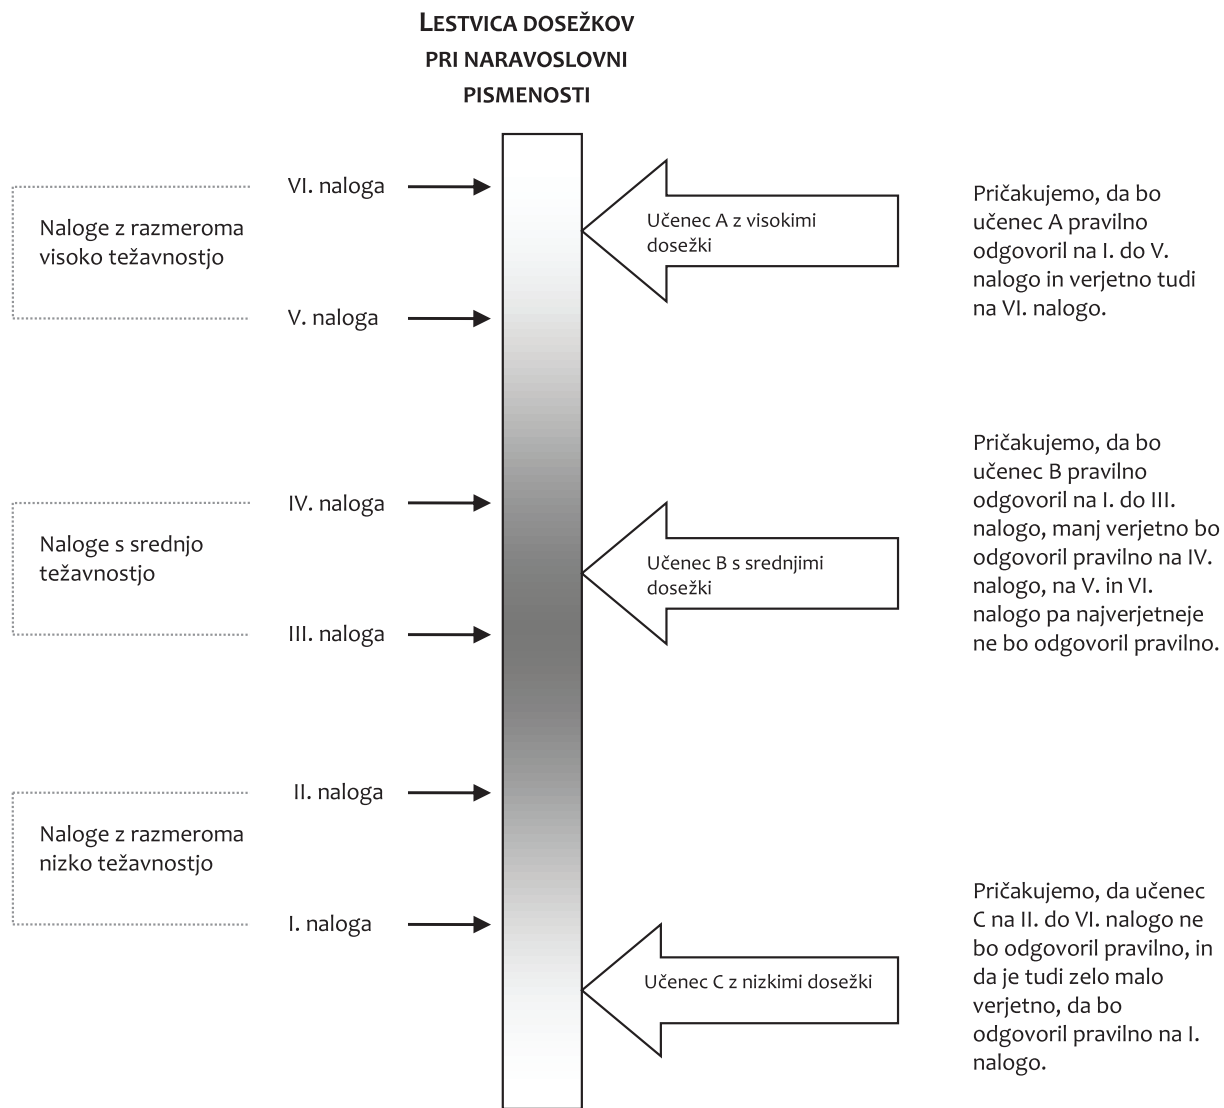 LESTVICA DOSEŽKOV
PRI NARAVOSLOVNI
PISMENOSTI
VI. naloga
Naloge z razmeroma
visoko težavnostjo
V. naloga
Učenec A z visokimi
dosežki
Pričakujemo, da bo
učenec A pravilno
odgovoril na I. do V.
nalogo in verjetno tudi
na VI. nalogo.
IV. naloga
Naloge s srednjo
težavnostjo
III. naloga
Učenec B s srednjimi
dosežki
Pričakujemo, da bo
učenec B pravilno
odgovoril na I. do III.
nalogo, manj verjetno bo
odgovoril pravilno na IV.
nalogo, na V. in VI.
nalogo pa najverjetneje
ne bo odgovoril pravilno.
II. naloga
Naloge z razmeroma
nizko težavnostjo
I. naloga
Učenec C z nizkimi dosežki
Pričakujemo, da učenec
C na II. do VI. nalogo ne
bo odgovoril pravilno, in
da je tudi zelo malo
verjetno, da bo
odgovoril pravilno na I.
nalogo.